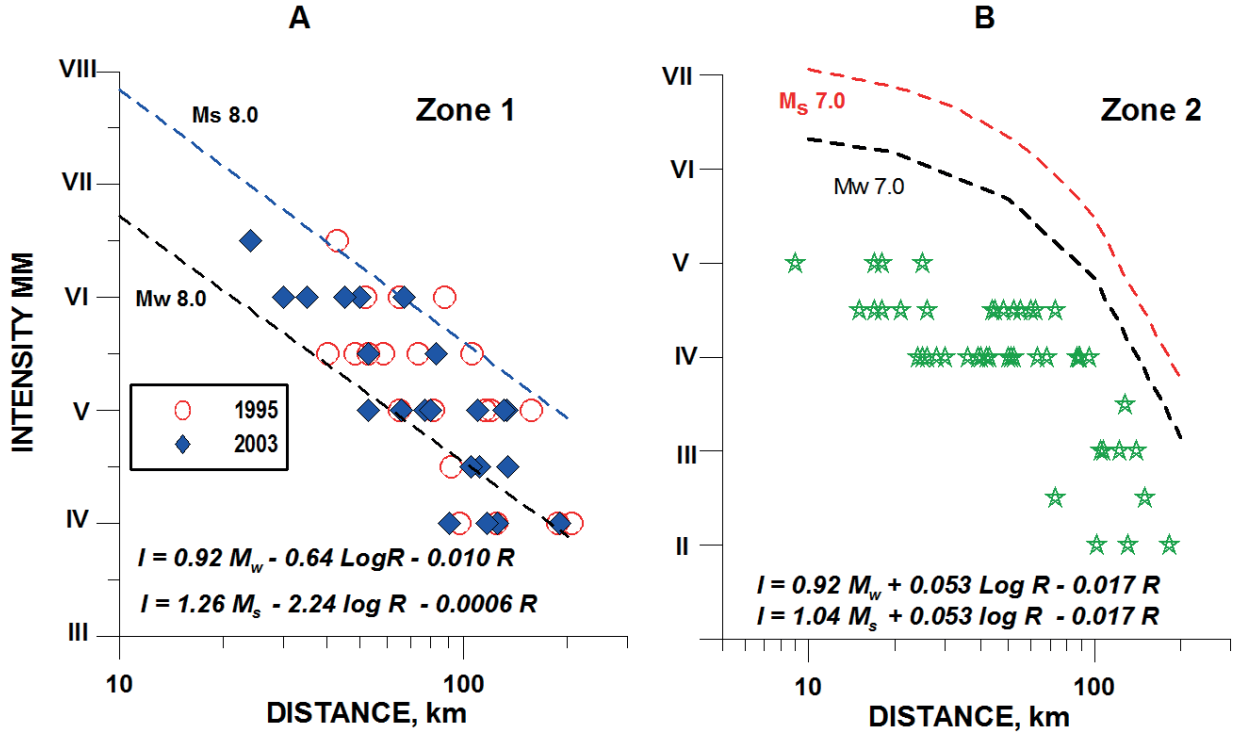 A
VIII
VII
VI
V
IV
III
INTENSITY MM
Ms 8.0
Zone 1
Mw 8.0
1995
2003
I = 0.92 Mw - 0.64 LogR - 0.010 R
I = 1.26 Ms - 2.24 log R - 0.0006 R
10
100
DISTANCE, km
B
VII
VI
V
IV
III
II
Ms 7.0
Zone 2
Mw 7.0
I = 0.92 Mw + 0.053 Log R - 0.017 R
I = 1.04 Ms + 0.053 log R - 0.017 R
10
100
DISTANCE, km